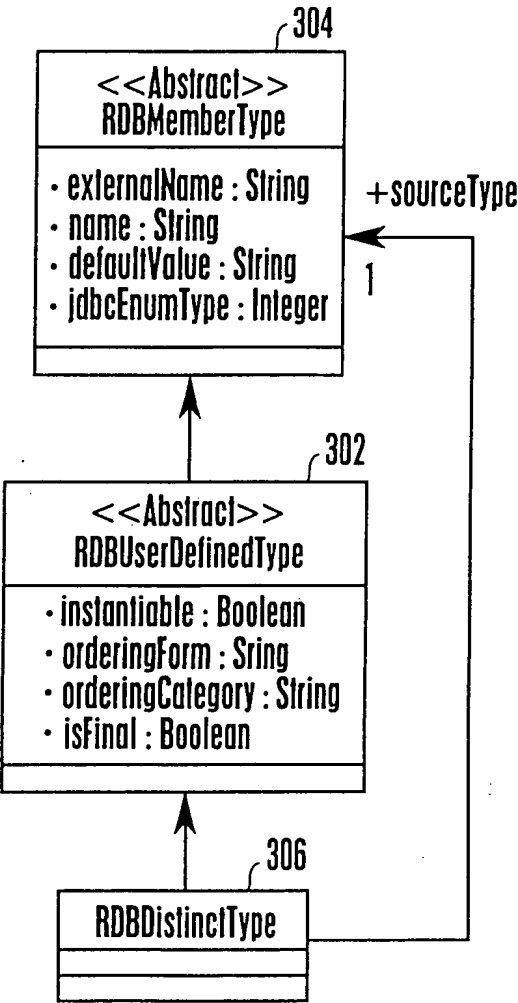 304
<<Abstract>>
RDBMemberType
• externalName : String
• name : String
• defaultValue : String
• jdbcEnumType : Integer
+sourceType
1
302
<<Abstract>>
RDBUserDefinedType
• instantiable : Boolean
• orderingForm : Sring
• orderingCategory : String
• isFinal : Boolean
306
RDBDistinctType